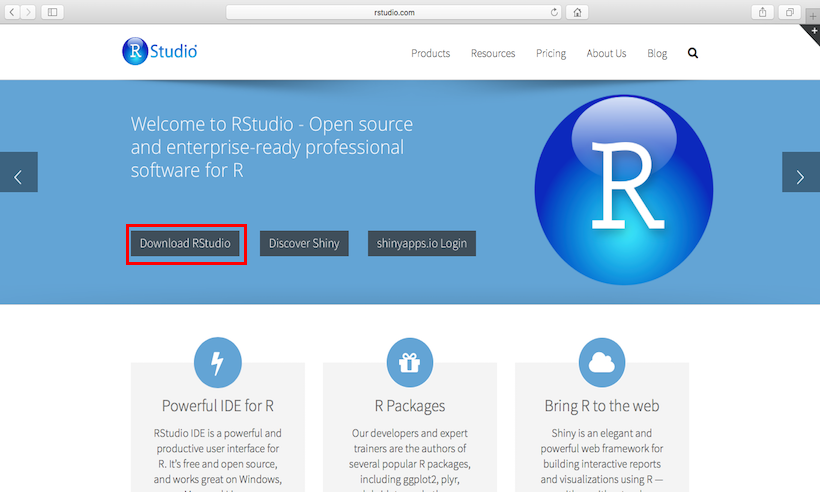 rstudio.com
R Studio
Products Resources Pricing About Us Blog
Welcome to RStudio - Open source
and enterprise-ready professional
software for R
R
Download RStudio Discover Shiny shinyapps.io Login
Powerful IDE for R
RStudio IDE is a powerful and
productive user interface for
R. It's free and open source,
and works great on Windows,
R Packages
Our developers and expert
trainers are the authors of
several popular R packages,
including ggplot2, plyr,
Bring R to the web
Shiny is an elegant and
powerful web framework for
building interactive reports
and visualizations using R —